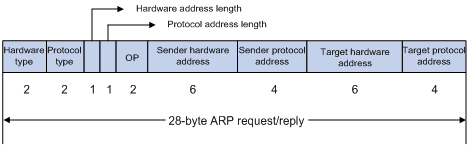 Hardware address length
Protocol address length
Hardware type
Protocol type
OP
Sender hardware address
Sender protocol address
Target hardware address
Target protocol address
2 2 1 1 2 6 4 6 4
28-byte ARP request/reply